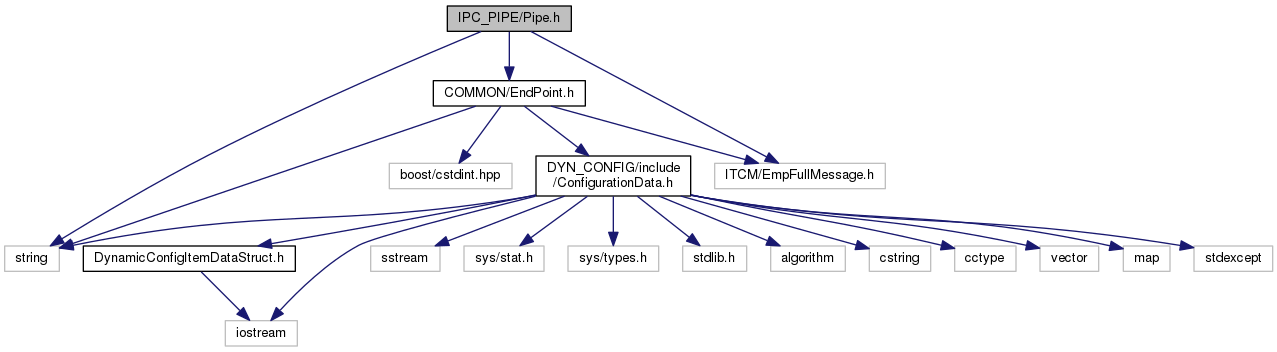 IPC_PIPE/Pipe.h
COMMON/EndPoint.h
boost/cstdint.hpp
DYN_CONFIG/include
/ConfigurationData.h
ITCM/EmpFullMessage.h
string
DynamicConfigItemDataStruct.h
sstream
sys/stat.h
sys/types.h
stdlib.h
algorithm
cstring
cctype
vector
map
stdexcept
iostream